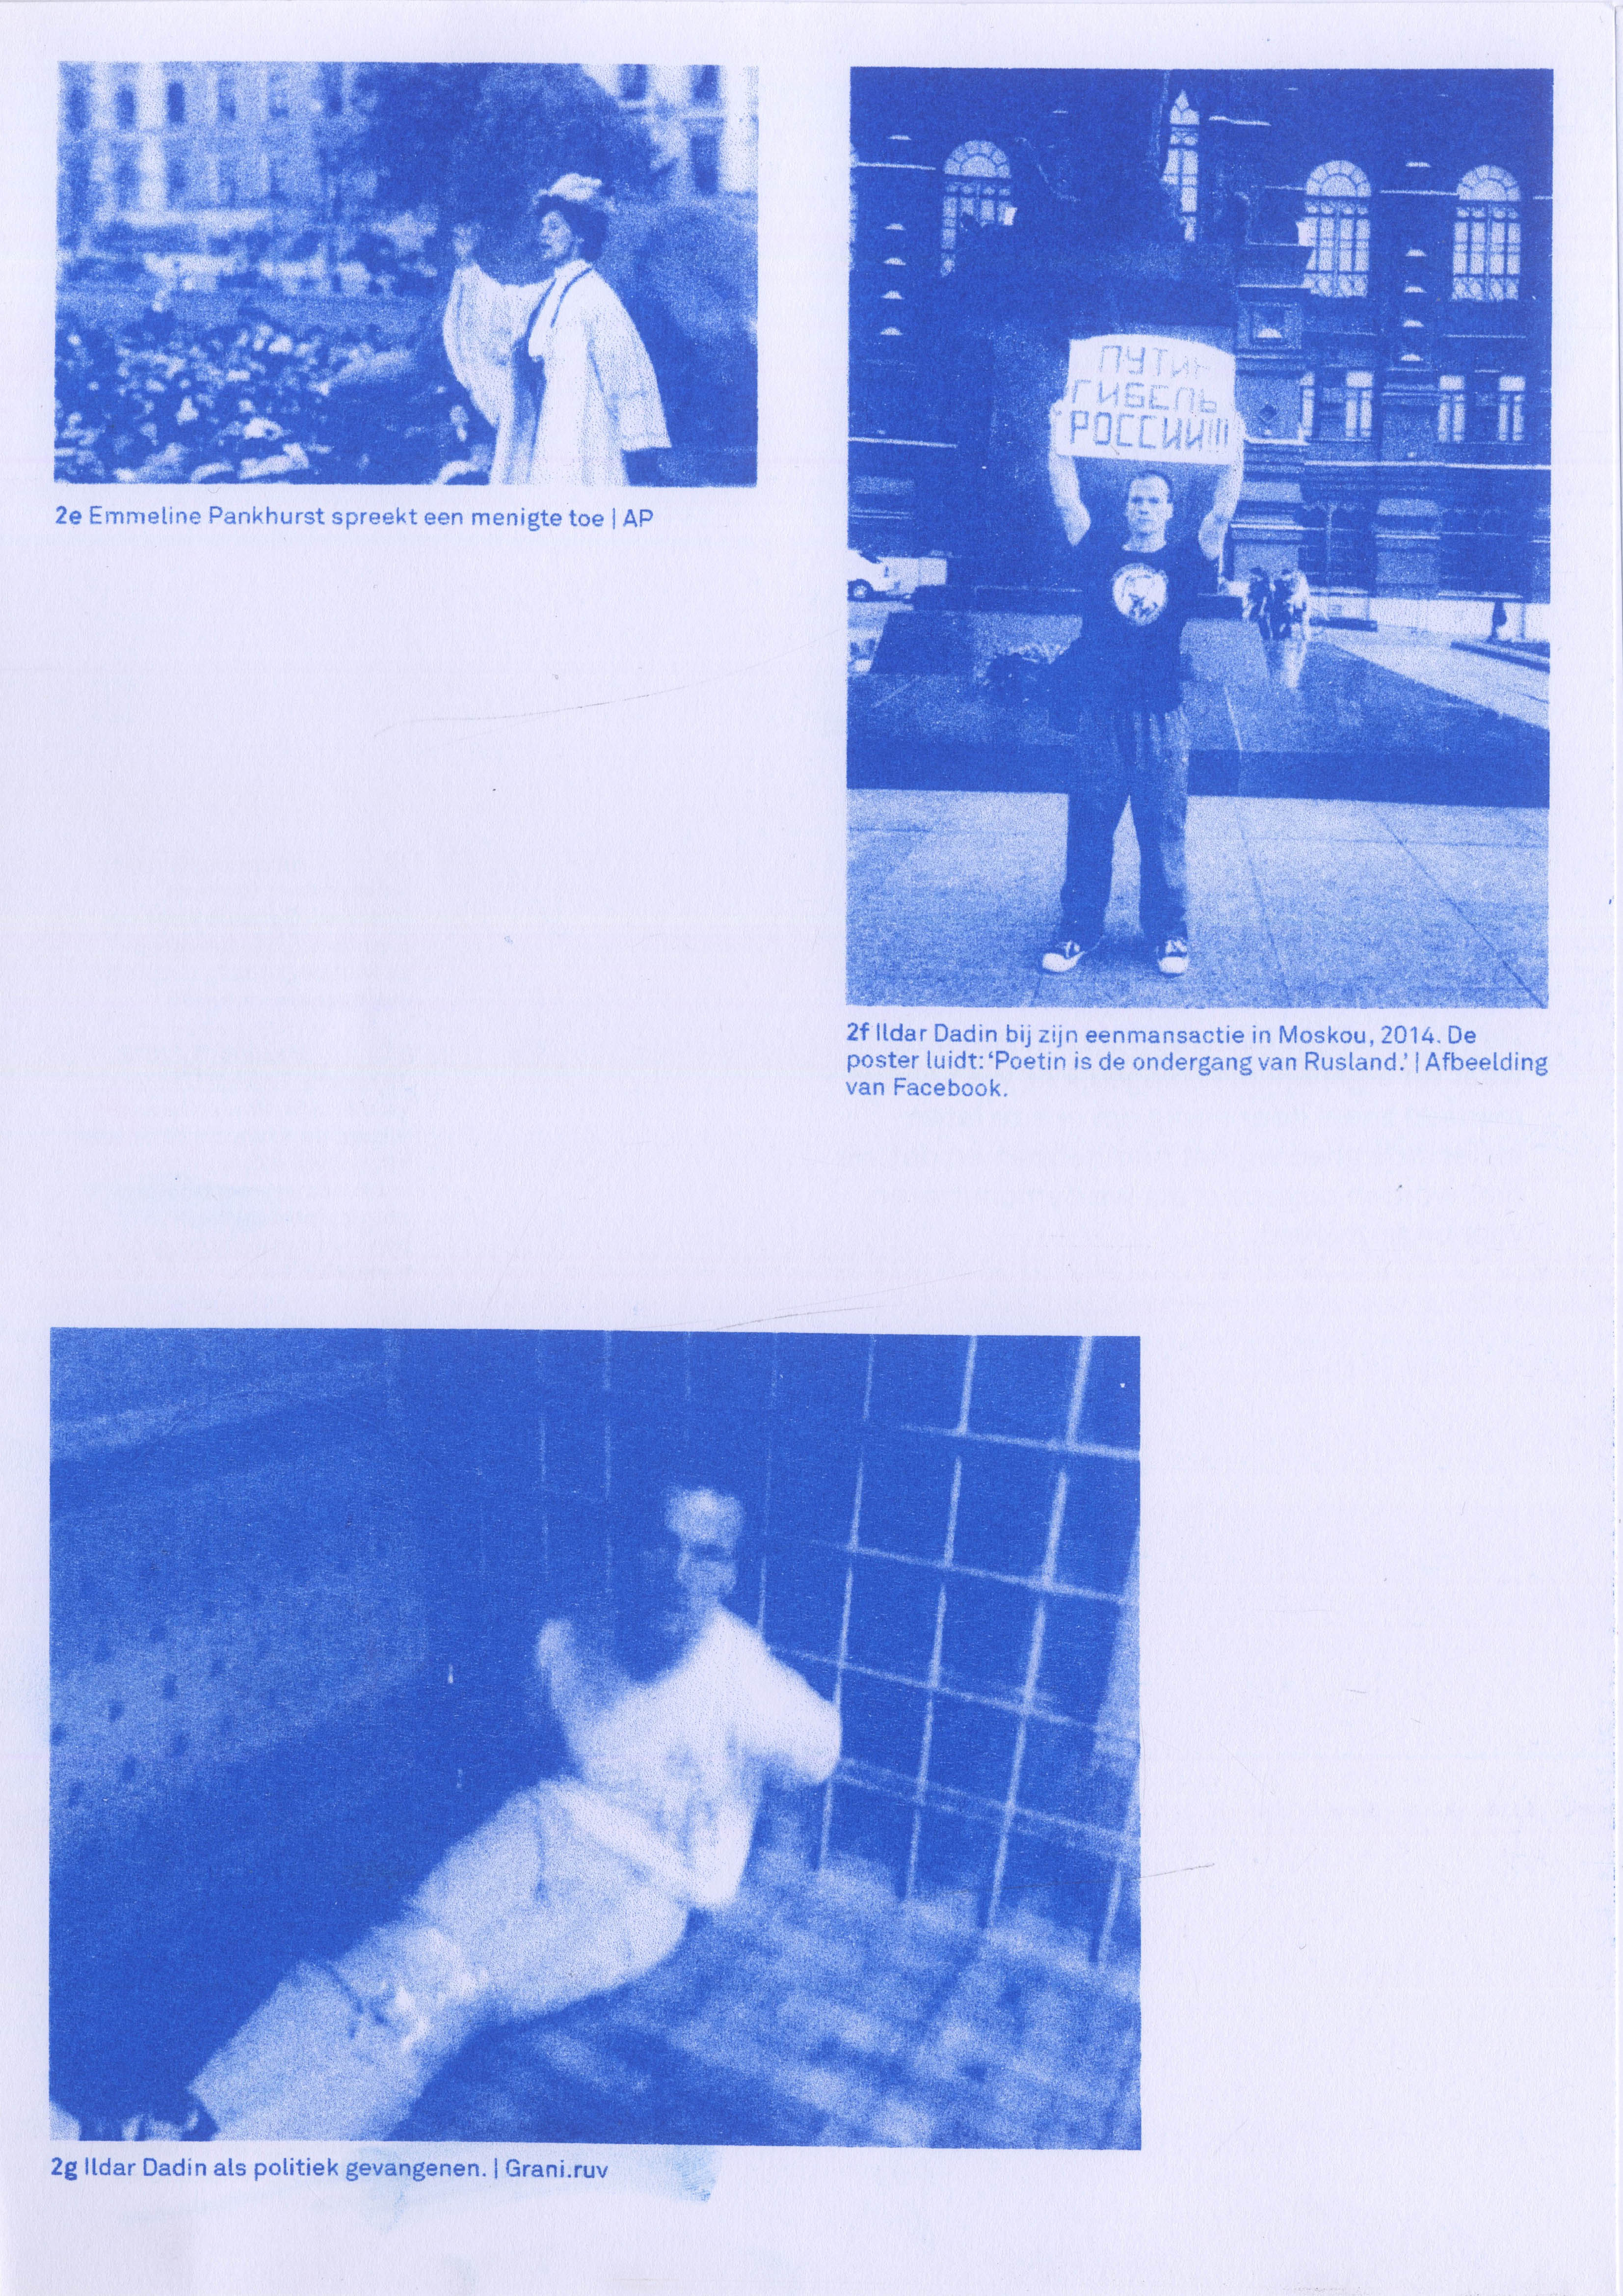 2e Emmeline Pankhurst spreekt een menigte toe | AP
ПУТИН
ГИБЕЛЬ
РОССИИ!!!
2f Ildar Dadin bij zijn eenmansactie in Moskou, 2014. De
poster luidt: ‘Poetin is de ondergang van Rusland.’ | Afbeelding
van Facebook.
2g Ildar Dadin als politiek gevangenen. | Grani.ruv